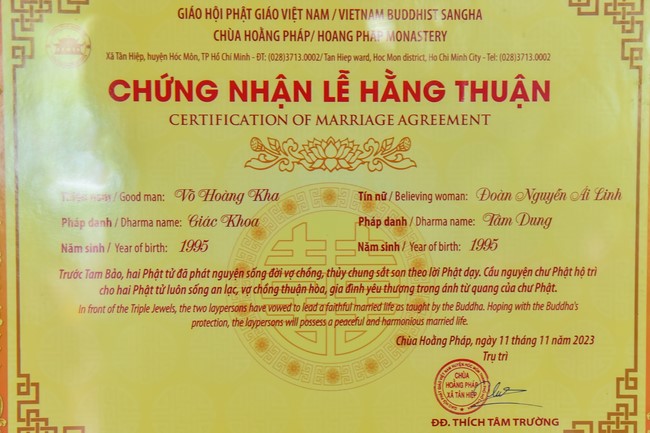 GIÁO HỘI PHẬT GIÁO VIỆT NAM / VIETNAM BUDDHIST SANGHA
CHÙA HOẰNG PHÁP/ HOANG PHAP MONASTERY
Xã Tân Hiệp, huyện Hóc Môn, TP Hồ Chí Minh - ĐT: (028)3713.0002/ Tan Hiep ward, Hoc Mon district, Ho Chi Minh City - Tel: (028)3713.0002
CHỨNG NHẬN LỄ HẰNG THUẬN
CERTIFICATION OF MARRIAGE AGREEMENT
nam / Good man: Võ Hoàng Kha Tín nữ / Believing woman: Đoàn Nguyễn Ái Linh
Pháp danh / Dharma name: Giác Khoa Pháp danh / Dharma name: Tâm Dung
Năm sinh / Year of birth: 1995 Năm sinh / Year of birth: 1995
Trước Tam Bảo, hai Phật tử đã phát nguyện sống đời vợ chồng, thủy chung sắt son theo lời Phật dạy. Cầu nguyện chư Phật hộ trì
cho hai Phật tử luôn sống an lạc, vợ chồng thuận hòa, gia đình yêu thương trong ánh từ quang của chư Phật.
In front of the Triple Jewels, the two laypersons have vowed to lead a faithful married life as taught by the Buddha. Hoping with the Buddha's
protection, the laypersons will possess a peaceful and harmonious married life.
Chùa Hoằng Pháp, ngày 11 tháng 11 năm 2023
Trụ trì
CHÙA
HOẰNG PHÁP
XÃ TÂN HIỆP
ĐĐ. THÍCH TÂM TRƯỜNG